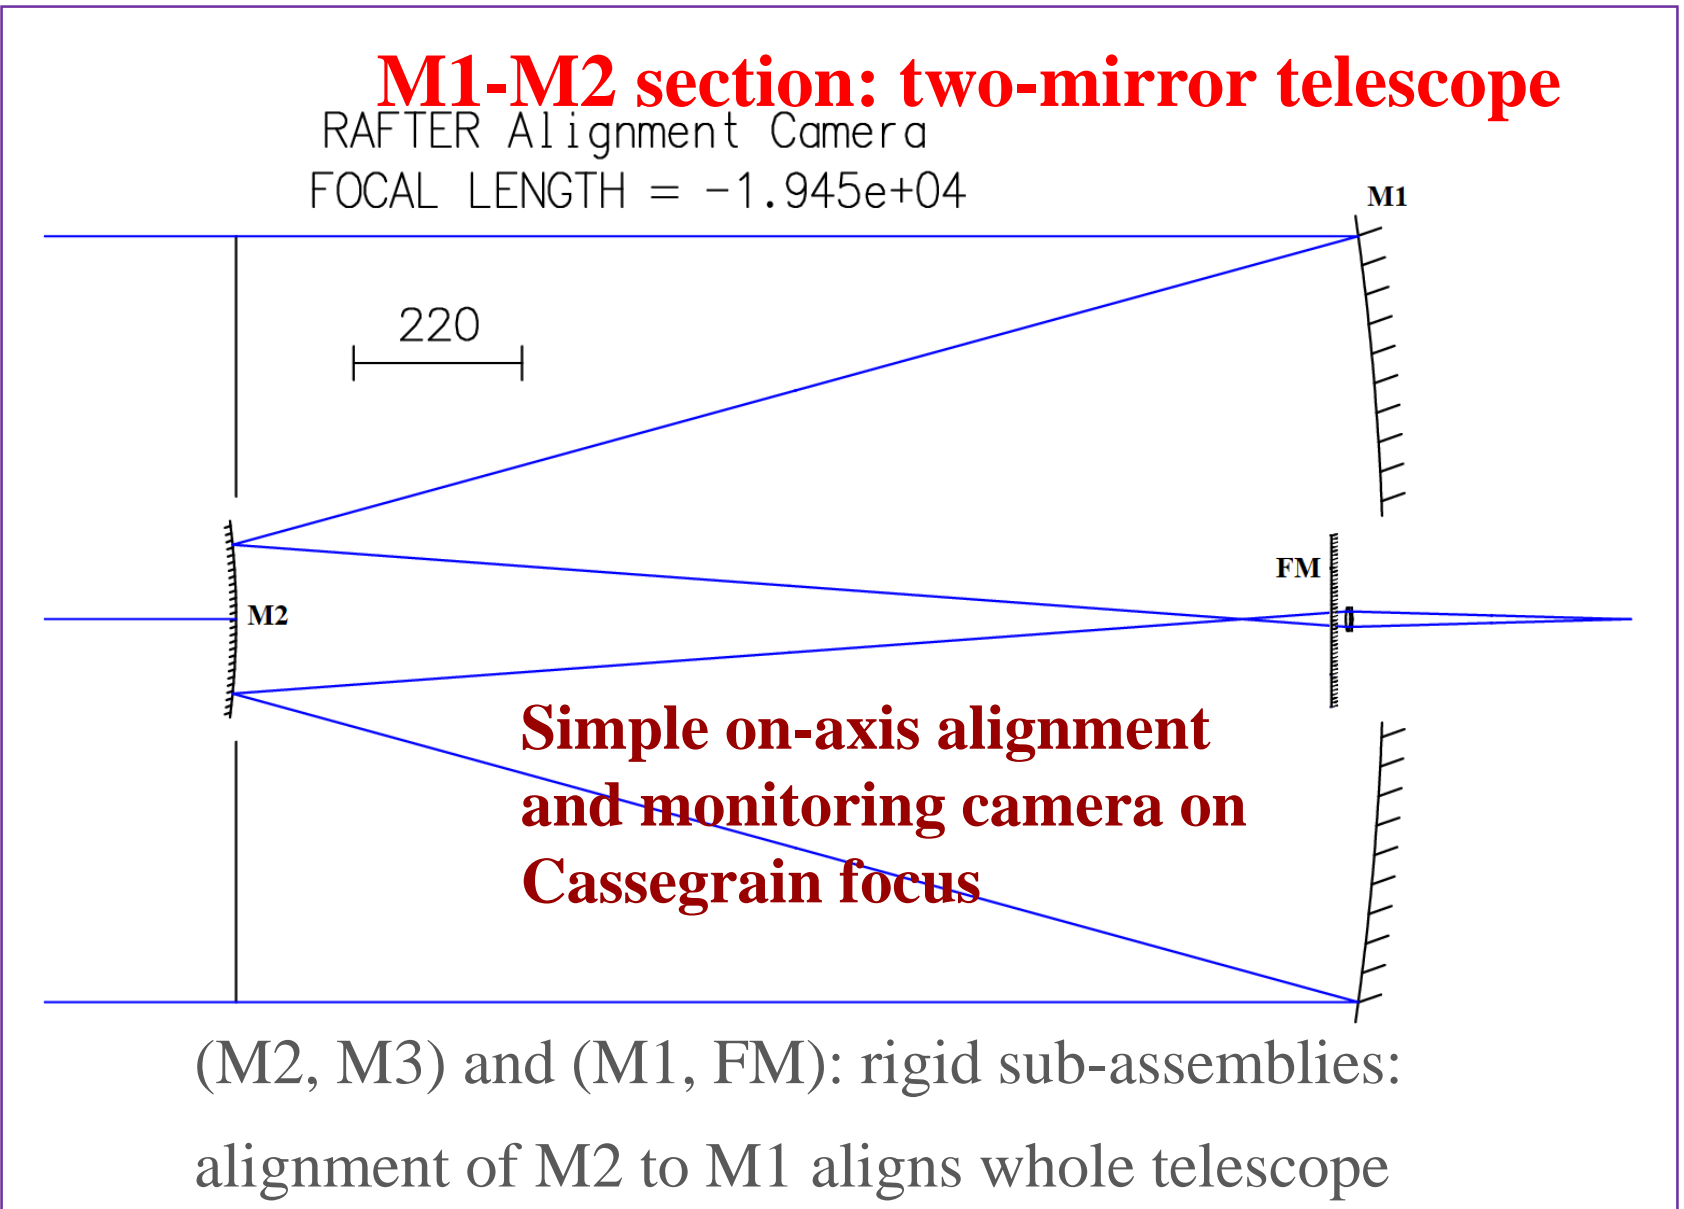 M1-M2 section: two-mirror telescope
RAFTER Alignment Camera
FOCAL LENGTH = -1.945e+04
M1
220
FM
M2
Simple on-axis alignment
and monitoring camera on
Cassegrain focus
(M2, M3) and (M1, FM): rigid sub-assemblies:
alignment of M2 to M1 aligns whole telescope